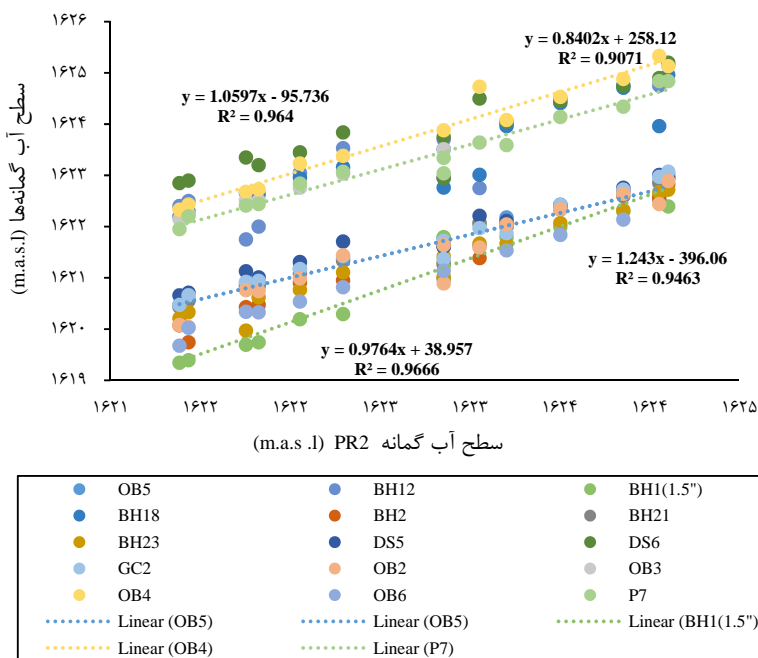 ۱۶۲۶
۱۶۲۵
۱۶۲۴
۱۶۲۳
۱۶۲۲
۱۶۲۱
۱۶۲۰
۱۶۱۹
سطح آب گمانه‌ها (m.a.s.l)
y = 0.8402x + 258.12
R² = 0.9071
y = 1.0597x - 95.736
R² = 0.964
y = 1.243x - 396.06
R² = 0.9463
y = 0.9764x + 38.957
R² = 0.9666
۱۶۲۱ ۱۶۲۲ ۱۶۲۲ ۱۶۲۳ ۱۶۲۳ ۱۶۲۴ ۱۶۲۴ ۱۶۲۵
سطح آب گمانه PR2 (m.a.s .l)
OB5 BH12 BH1(1.5")
BH18 BH2 BH21
BH23 DS5 DS6
GC2 OB2 OB3
OB4 OB6 P7
Linear (OB5) Linear (OB5) Linear (BH1(1.5")
Linear (OB4) Linear (P7)